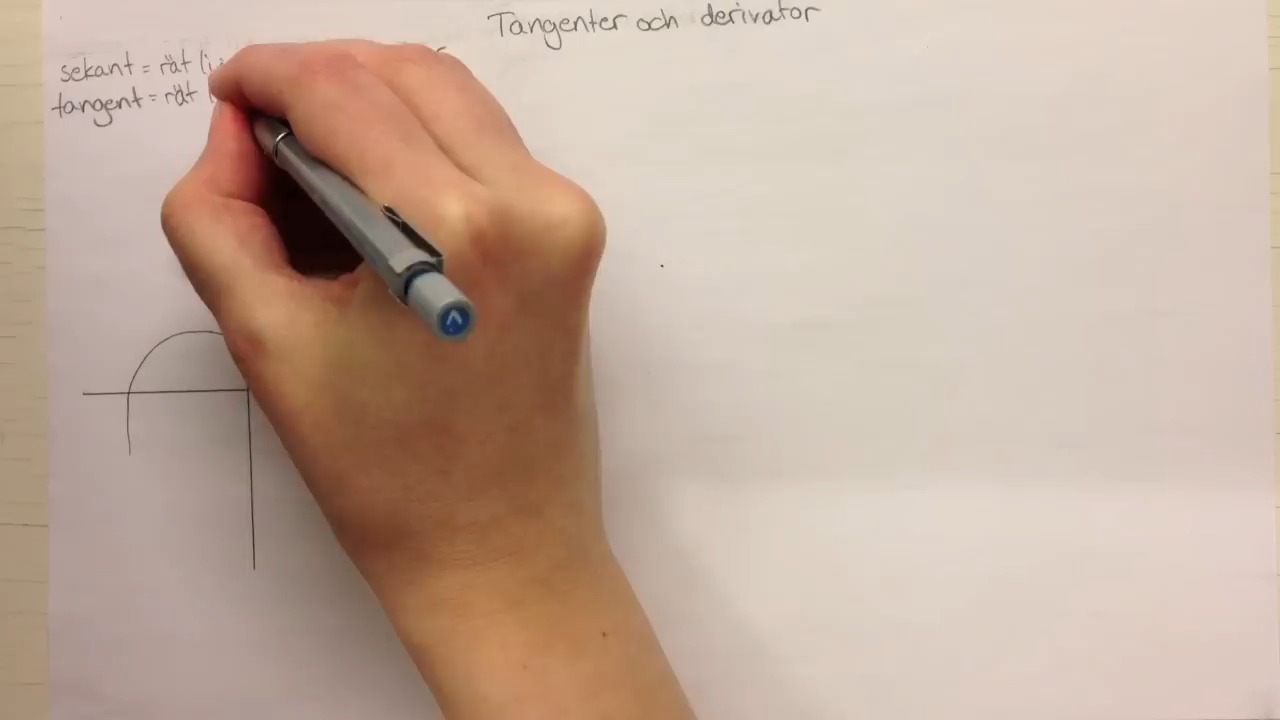 Tangenter och derivator
sekant = rät
tangent = rät